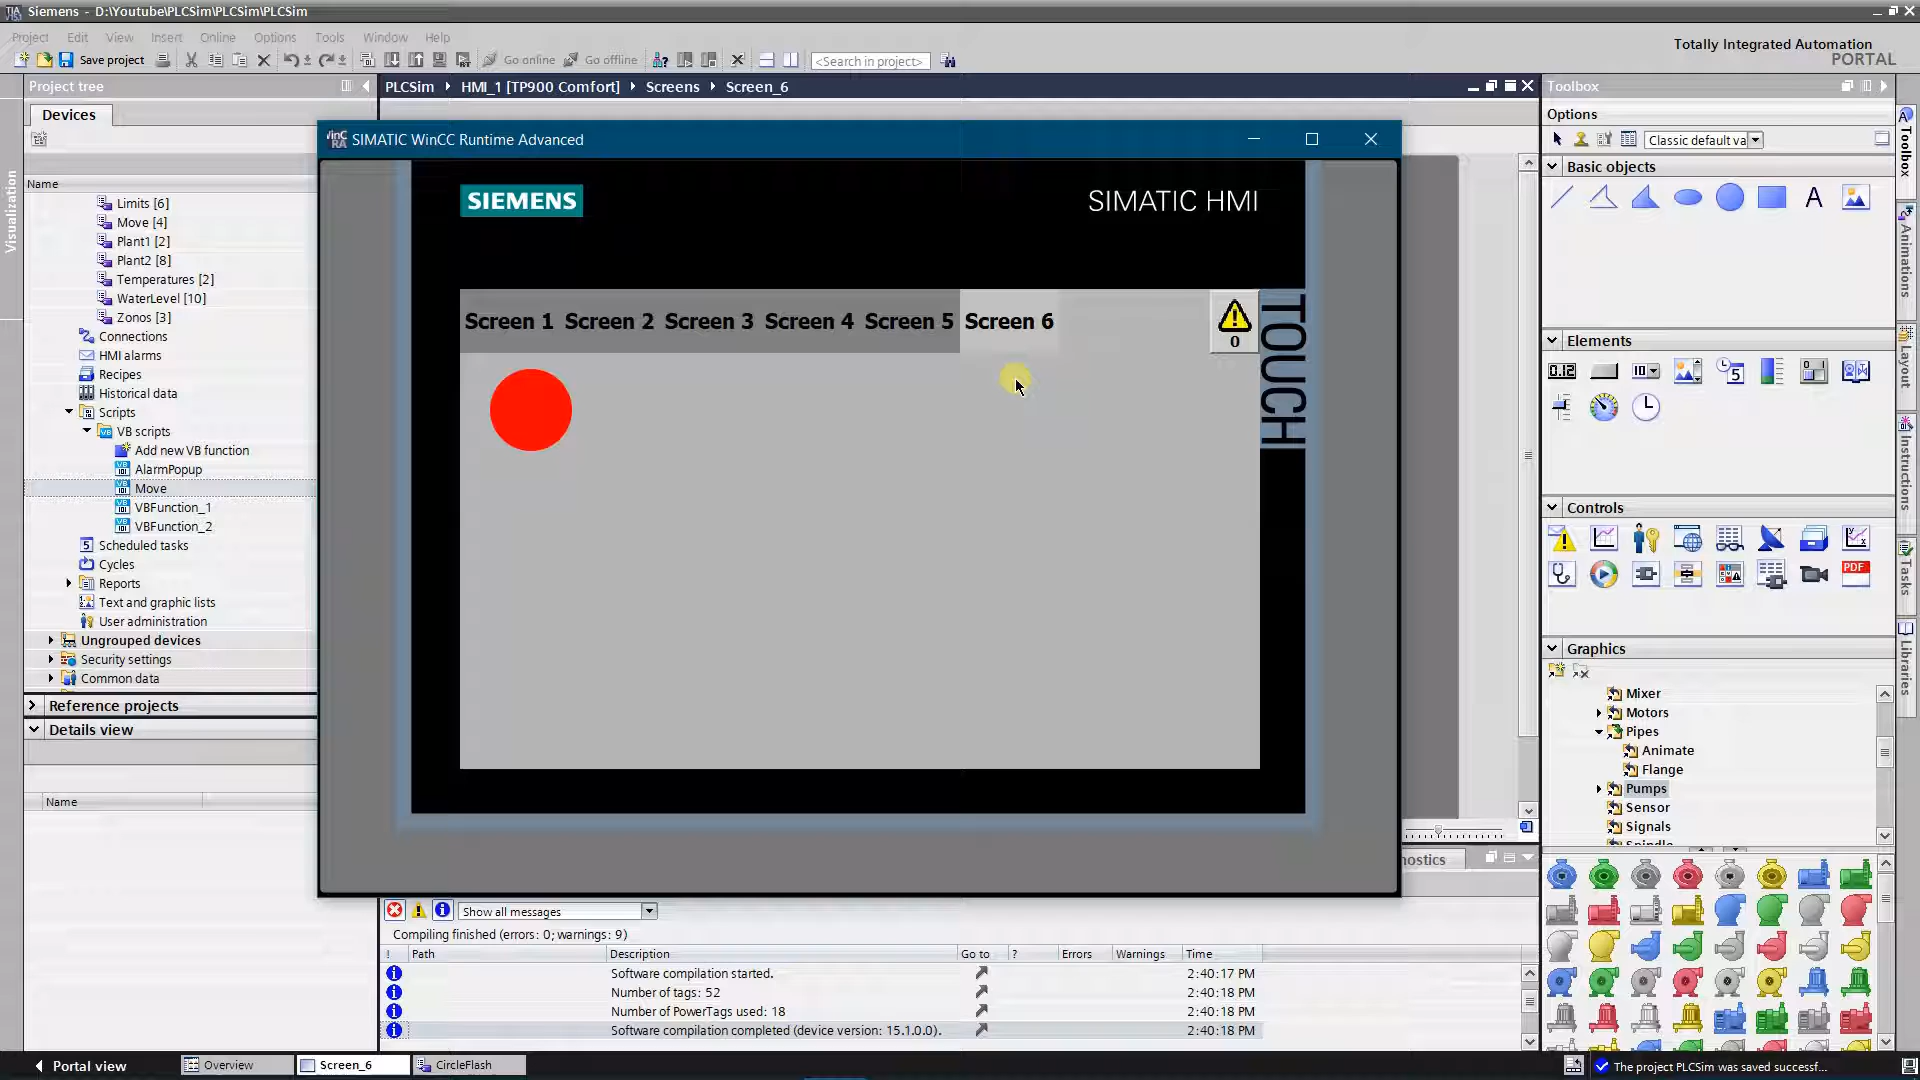 Siemens - D:\Youtube\PLCSim\PLCSim\PLCSim
Project Edit View Insert Online Options Tools Window Help
Totally Integrated Automation
PORTAL
Save project
Go online
Go offline
<Search in project>
Project tree
PLCSim HMI_1 [TP900 Comfort] Screens Screen_6
Toolbox
Devices
Options
Classic default va
Name
Limits [6]
Move [4]
Plant1 [2]
Plant2 [8]
Temperatures [2]
WaterLevel [10]
Zonos [3]
Connections
HMI alarms
Recipes
Historical data
Scripts
VB scripts
Add new VB function
AlarmPopup
Move
VBFunction_1
VBFunction_2
Scheduled tasks
Cycles
Reports
Text and graphic lists
User administration
Ungrouped devices
Security settings
Common data
Reference projects
Details view
Name
Visualization
SIMATIC WinCC Runtime Advanced
SIEMENS
SIMATIC HMI
Screen 1 Screen 2 Screen 3 Screen 4 Screen 5 Screen 6
0
TOUCH
Basic objects
Elements
Controls
PDF
Graphics
Mixer
Motors
Pipes
Animate
Flange
Pumps
Sensor
Signals
Toolbox
Animations
Layout
Instructions
Tasks
Libraries
nostics
Show all messages
Compiling finished (errors: 0; warnings: 9)
! Path Description Go to ? Errors Warnings Time
Software compilation started. 2:40:17 PM
Number of tags: 52 2:40:18 PM
Number of PowerTags used: 18 2:40:18 PM
Software compilation completed (device version: 15.1.0.0). 2:40:18 PM
Portal view
Overview
Screen_6
CircleFlash
The project PLCSim was saved successf...